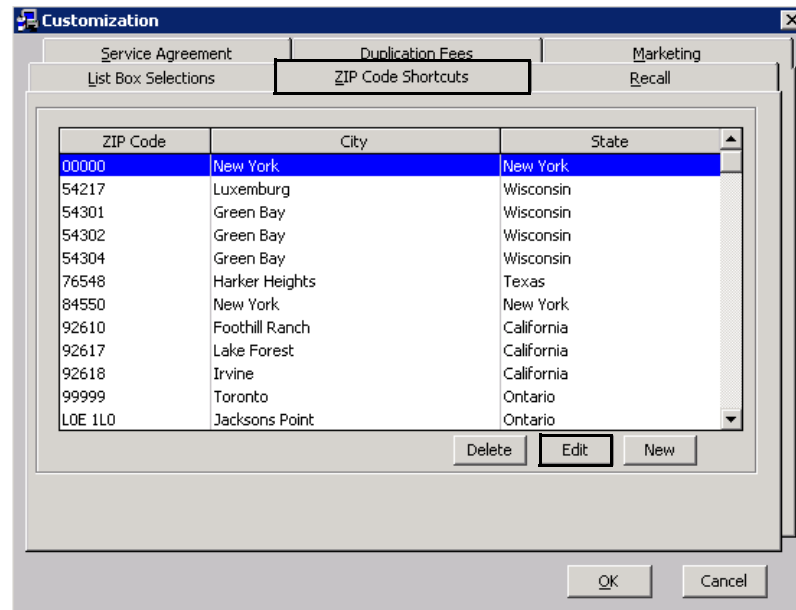 Customization
Service Agreement Duplication Fees Marketing
List Box Selections ZIP Code Shortcuts Recall
ZIP Code City State
00000 New York New York
54217 Luxemburg Wisconsin
54301 Green Bay Wisconsin
54302 Green Bay Wisconsin
54304 Green Bay Wisconsin
76548 Harker Heights Texas
84550 New York New York
92610 Foothill Ranch California
92617 Lake Forest California
92618 Irvine California
99999 Toronto Ontario
L0E 1L0 Jacksons Point Ontario
Delete Edit New
OK Cancel